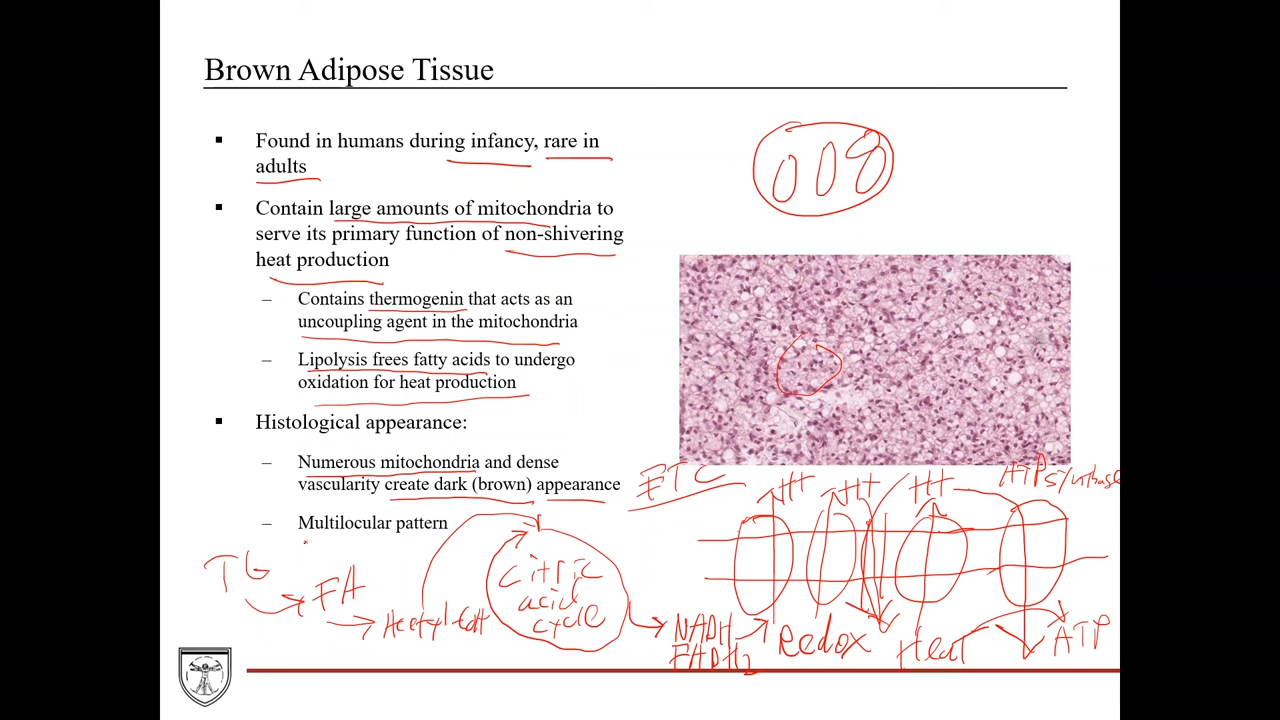 Brown Adipose Tissue
▪ Found in humans during infancy, rare in
adults
▪ Contain large amounts of mitochondria to
serve its primary function of non-shivering
heat production
– Contains thermogenin that acts as an
uncoupling agent in the mitochondria
– Lipolysis frees fatty acids to undergo
oxidation for heat production
▪ Histological appearance:
– Numerous mitochondria and dense
vascularity create dark (brown) appearance
– Multilocular pattern
ETC
H+ H+ H+
ATP synthase
TG
FA
Acetyl CoA
Citric
acid
cycle
NADH
FADH2
Redox
Heat
ATP